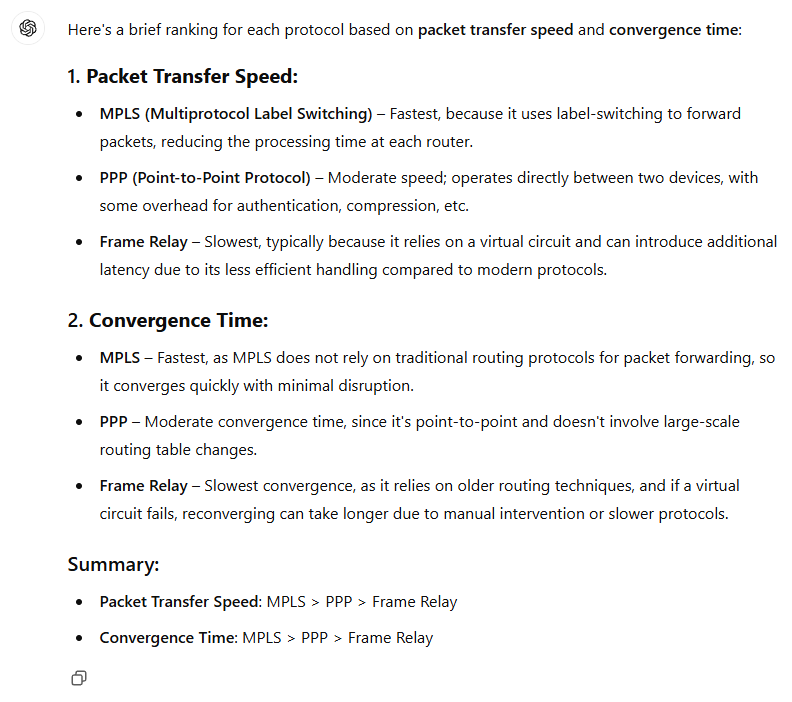 Here's a brief ranking for each protocol based on packet transfer speed and convergence time:
1. Packet Transfer Speed:
• MPLS (Multiprotocol Label Switching) – Fastest, because it uses label-switching to forward
packets, reducing the processing time at each router.
• PPP (Point-to-Point Protocol) – Moderate speed; operates directly between two devices, with
some overhead for authentication, compression, etc.
• Frame Relay – Slowest, typically because it relies on a virtual circuit and can introduce additional
latency due to its less efficient handling compared to modern protocols.
2. Convergence Time:
• MPLS – Fastest, as MPLS does not rely on traditional routing protocols for packet forwarding, so
it converges quickly with minimal disruption.
• PPP – Moderate convergence time, since it's point-to-point and doesn't involve large-scale
routing table changes.
• Frame Relay – Slowest convergence, as it relies on older routing techniques, and if a virtual
circuit fails, reconverging can take longer due to manual intervention or slower protocols.
Summary:
• Packet Transfer Speed: MPLS > PPP > Frame Relay
• Convergence Time: MPLS > PPP > Frame Relay